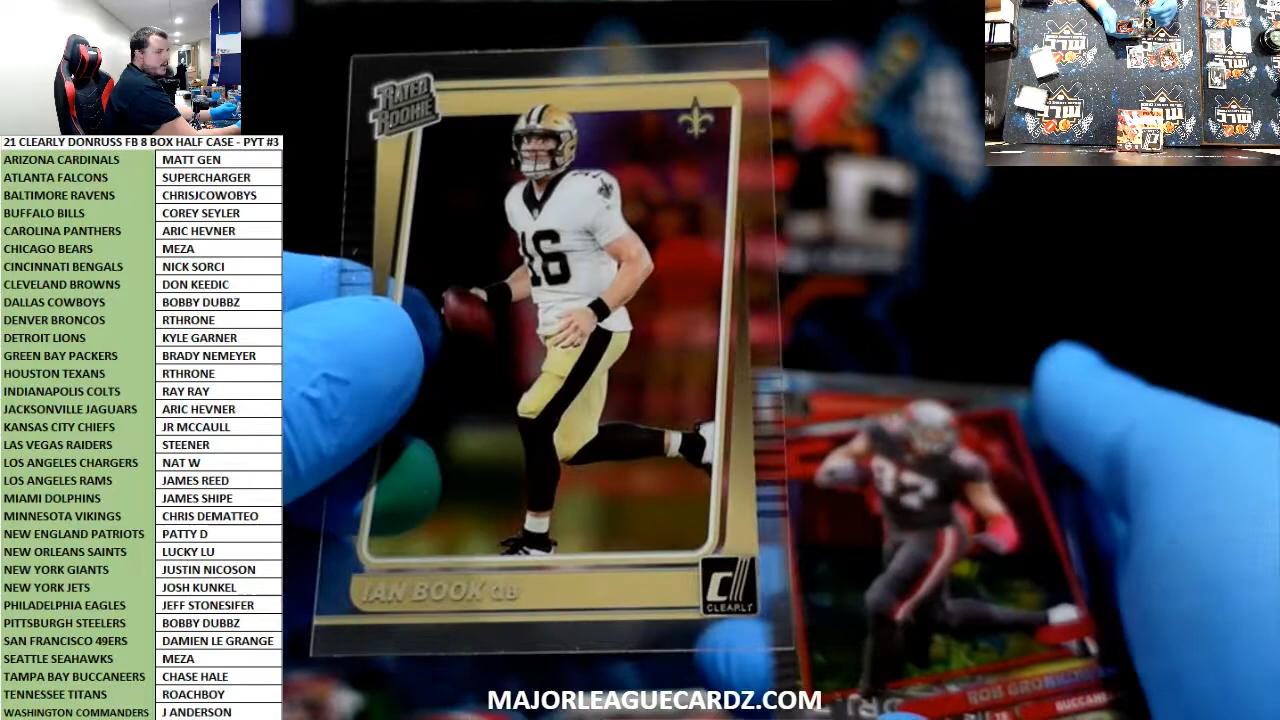 21 CLEARLY DONRUSS FB 8 BOX HALF CASE - PYT #3
ARIZONA CARDINALS MATT GEN
ATLANTA FALCONS SUPERCHARGER
BALTIMORE RAVENS CHRISJCOWOBYS
BUFFALO BILLS COREY SEYLER
CAROLINA PANTHERS ARIC HEVNER
CHICAGO BEARS MEZA
CINCINNATI BENGALS NICK SORCI
CLEVELAND BROWNS DON KEEDIC
DALLAS COWBOYS BOBBY DUBBZ
DENVER BRONCOS RTHRONE
DETROIT LIONS KYLE GARNER
GREEN BAY PACKERS BRADY NEMEYER
HOUSTON TEXANS RTHRONE
INDIANAPOLIS COLTS RAY RAY
JACKSONVILLE JAGUARS ARIC HEVNER
KANSAS CITY CHIEFS JR MCCAULL
LAS VEGAS RAIDERS STEENER
LOS ANGELES CHARGERS NAT W
LOS ANGELES RAMS JAMES REED
MIAMI DOLPHINS JAMES SHIPE
MINNESOTA VIKINGS CHRIS DEMATTEO
NEW ENGLAND PATRIOTS PATTY D
NEW ORLEANS SAINTS LUCKY LU
NEW YORK GIANTS JUSTIN NICOSON
NEW YORK JETS JOSH KUNKEL
PHILADELPHIA EAGLES JEFF STONESIFER
PITTSBURGH STEELERS BOBBY DUBBZ
SAN FRANCISCO 49ERS DAMIEN LE GRANGE
SEATTLE SEAHAWKS MEZA
TAMPA BAY BUCCANEERS CHASE HALE
TENNESSEE TITANS ROACHBOY
WASHINGTON COMMANDERS J ANDERSON
RATED
ROOKIE
16
IAN BOOK QB
C
CLEARLY
87
ROB
MAJORLEAGUECARDZ.COM